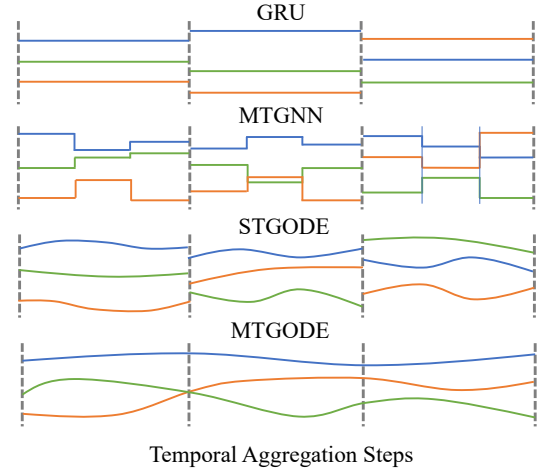 GRU
MTGNN
STGODE
MTGODE
Temporal Aggregation Steps